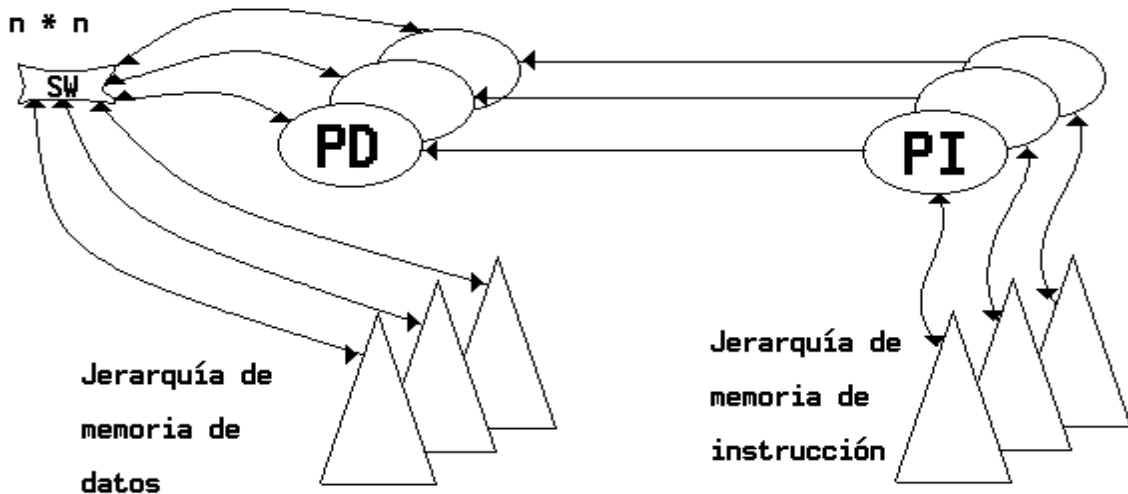 n * n
SW
PD
PI
Jerarquía de
memoria de
datos
Jerarquía de
memoria de
instrucción